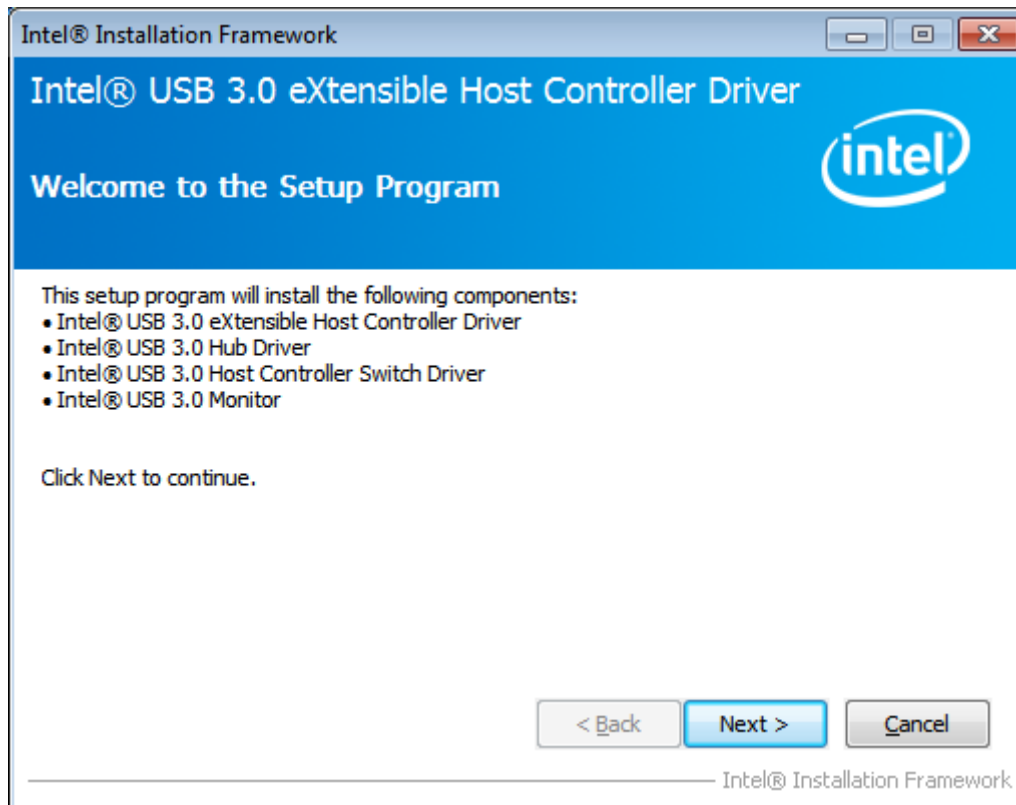 Intel® Installation Framework
Intel® USB 3.0 eXtensible Host Controller Driver
intel
Welcome to the Setup Program
This setup program will install the following components:
• Intel® USB 3.0 eXtensible Host Controller Driver
• Intel® USB 3.0 Hub Driver
• Intel® USB 3.0 Host Controller Switch Driver
• Intel® USB 3.0 Monitor
Click Next to continue.
< Back Next > Cancel
Intel® Installation Framework